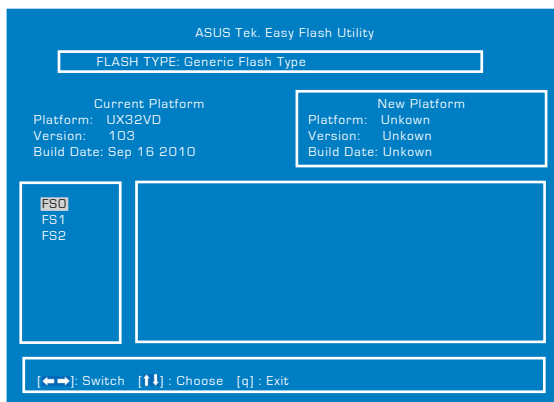 ASUS Tek. Easy Flash Utility
FLASH TYPE: Generic Flash Type
Current Platform
Platform: UX32VD
Version: 103
Build Date: Sep 16 2010
New Platform
Platform: Unkown
Version: Unkown
Build Date: Unkown
FS0
FS1
FS2
[←→]: Switch [↑↓] : Choose [q] : Exit